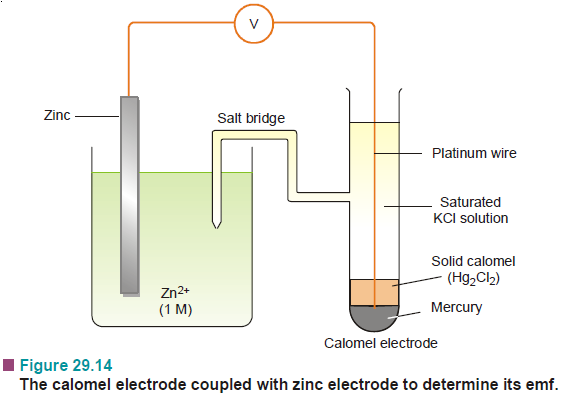 V
Zinc
Salt bridge
Platinum wire
Saturated
KCl solution
Solid calomel
(Hg₂Cl₂)
Mercury
Zn²⁺
(1 M)
Calomel electrode
Figure 29.14
The calomel electrode coupled with zinc electrode to determine its emf.